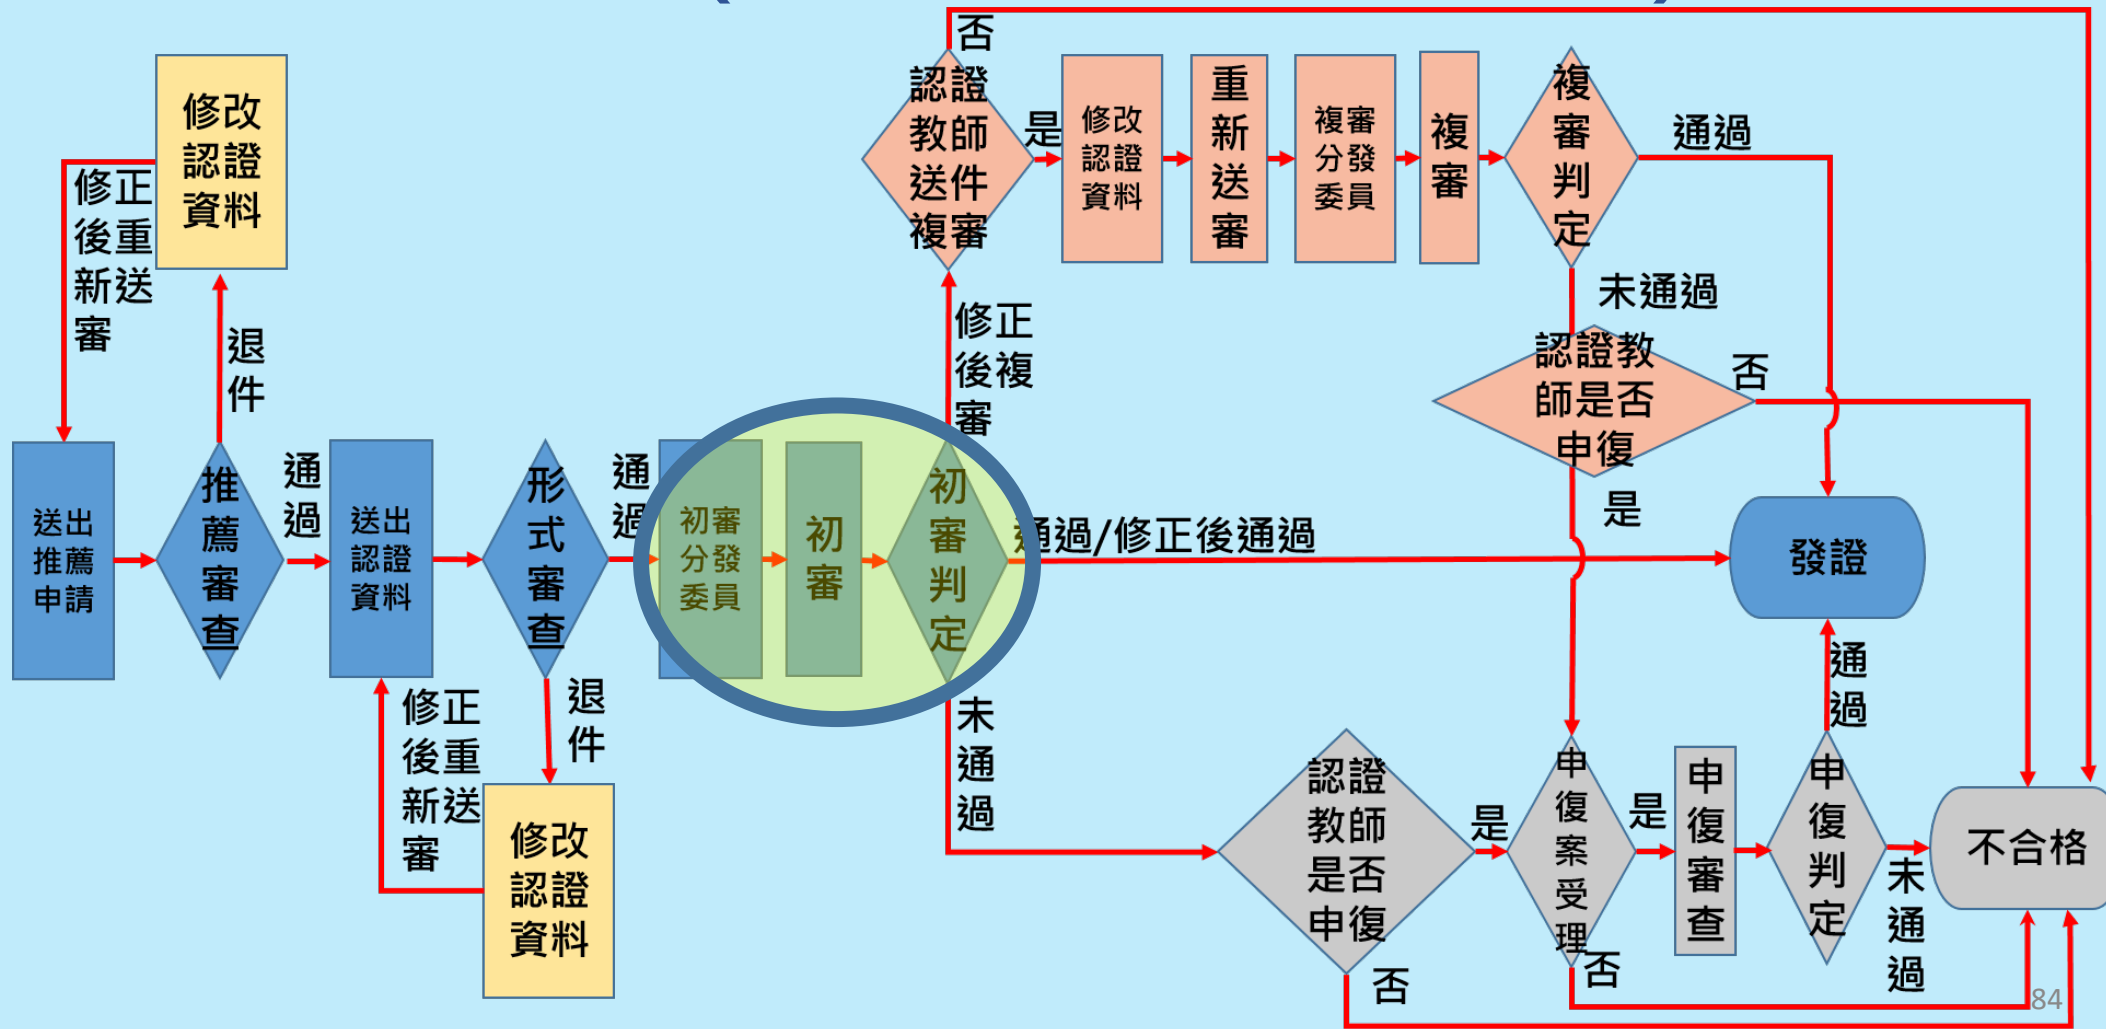 修改
認證
資料
修正
後重
新送
審
退
件
送出
推薦
申請
推
薦
審
查
通
過
送出
認證
資料
形
式
審
查
通
過
退
件
修正
後重
新送
審
修改
認證
資料
初審
分發
委員
初
審
初
審
判
定
修正
後複
審
否
認證
教師
送件
複審
是
修改
認證
資料
重
新
送
審
複審
分發
委員
複
審
複
審
判
定
通過
未通過
認證教
師是否
申復
否
是
通過/修正後通過
發證
未
通
過
認證
教師
是否
申復
是
否
申
復
案
受
理
是
否
申
復
審
查
申
復
判
定
通
過
未
通
過
不合格
84